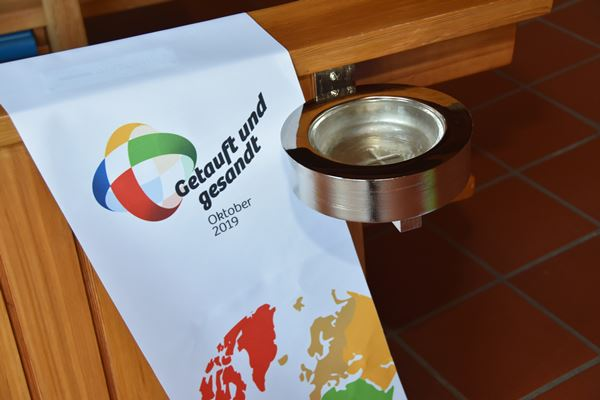 Getauft und
gesandt
Oktober
2019